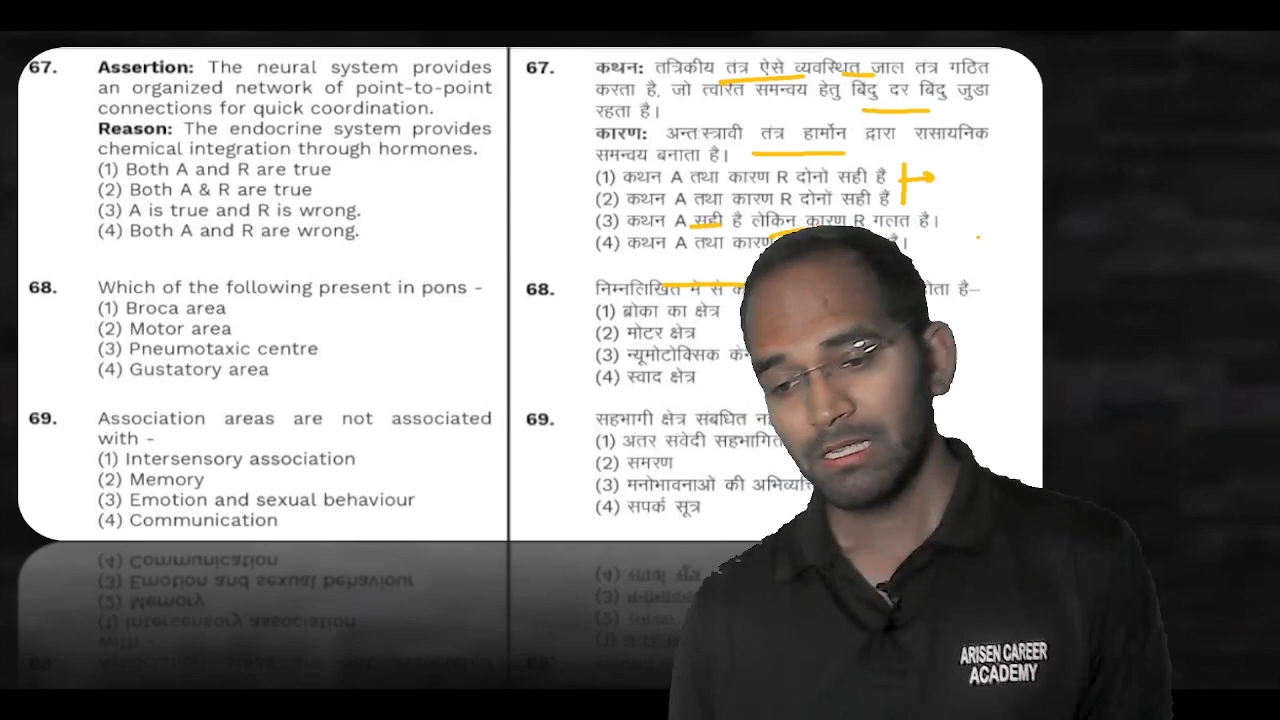 67. Assertion: The neural system provides
an organized network of point-to-point
connections for quick coordination.
Reason: The endocrine system provides
chemical integration through hormones.
(1) Both A and R are true
(2) Both A & R are true
(3) A is true and R is wrong.
(4) Both A and R are wrong.
68. Which of the following present in pons -
(1) Broca area
(2) Motor area
(3) Pneumotaxic centre
(4) Gustatory area
69. Association areas are not associated
with -
(1) Intersensory association
(2) Memory
(3) Emotion and sexual behaviour
(4) Communication
67. कथन: तत्रिकीय तंत्र ऐसे व्यवस्थित जाल तंत्र गठित
करता है, जो त्वरित समन्वय हेतु बिंदु दर बिंदु जुडा
रहता है।
कारण: अन्तःस्त्रावी तंत्र हार्मोन द्वारा रासायनिक
समन्वय बनाता है।
(1) कथन A तथा कारण R दोनों सही हैं
(2) कथन A तथा कारण R दोनों सही हैं
(3) कथन A सही है लेकिन कारण R गलत है।
(4) कथन A तथा कारण
68. निम्नलिखित में से होता है–
(1) ब्रोका का क्षेत्र
(2) मोटर क्षेत्र
(3) न्यूमोटोक्सिक
(4) स्वाद क्षेत्र
69. सहभागी क्षेत्र संबधित
(1) अतर संवेदी सहभागिता
(2) समरण
(3) मनोभावनाओं की
(4) सपर्क सूत्र
ARISEN CAREER
ACADEMY